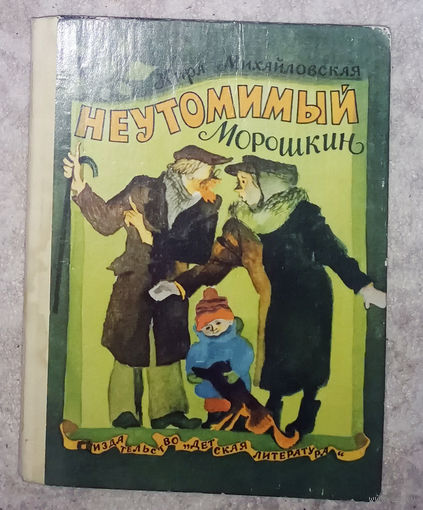 Кира Михайловская
НЕУТОМИМЫЙ
Морошкин
ИЗДАТЕЛЬСТВО „ДЕТСКАЯ ЛИТЕРАТУРА“